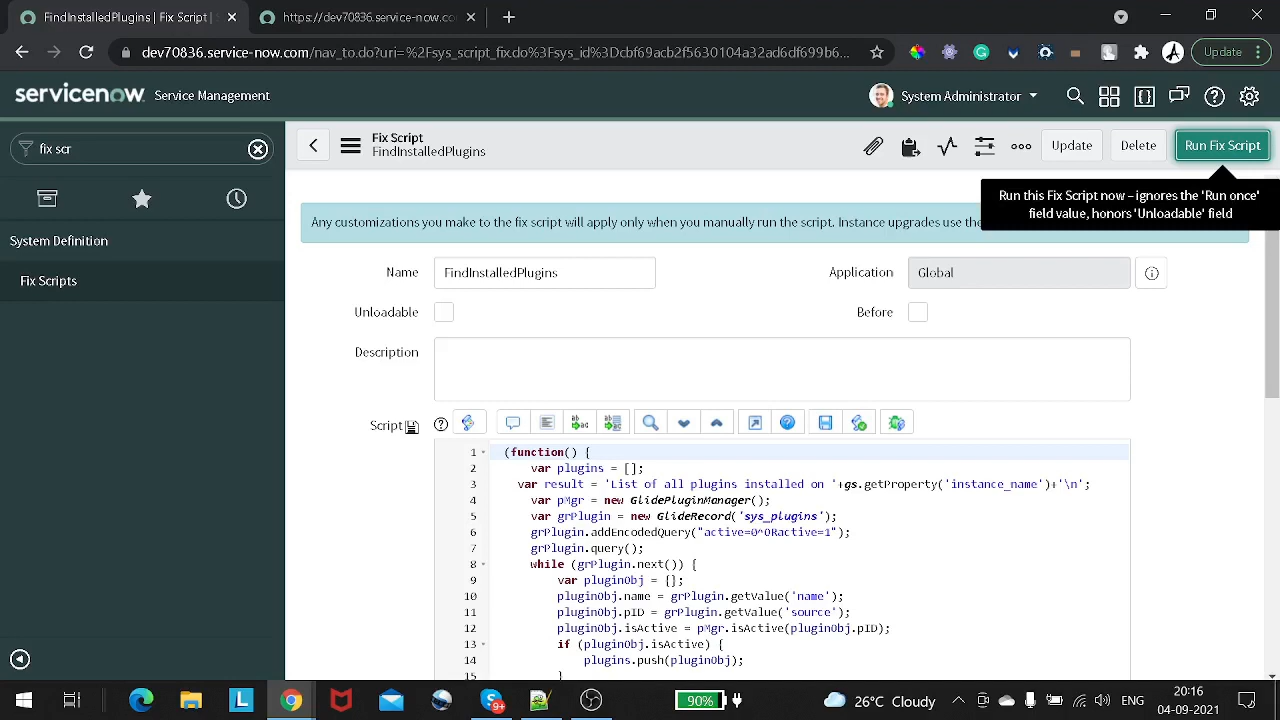 FindInstalledPlugins | Fix Script |
https://dev70836.service-now.com/
dev70836.service-now.com/nav_to.do?uri=%2Fsys_script_fix.do%3Fsys_id%3Dcbf69acb2f5630104a32ad6df699b6...
Update
servicenow Service Management
System Administrator
fix scr
Fix Script
FindInstalledPlugins
Update
Delete
Run Fix Script
Run this Fix Script now – ignores the 'Run once'
field value, honors 'Unloadable' field
System Definition
Fix Scripts
Any customizations you make to the fix script will apply only when you manually run the script. Instance upgrades use the
Name
FindInstalledPlugins
Application
Global
Unloadable
Before
Description
Script
1 (function() {
2 var plugins = [];
3 var result = 'List of all plugins installed on '+gs.getProperty('instance_name')+'\n';
4 var pMgr = new GlidePluginManager();
5 var grPlugin = new GlideRecord('sys_plugins');
6 grPlugin.addEncodedQuery("active=0^ORactive=1");
7 grPlugin.query();
8 while (grPlugin.next()) {
9 var pluginObj = {};
10 pluginObj.name = grPlugin.getValue('name');
11 pluginObj.pID = grPlugin.getValue('source');
12 pluginObj.isActive = pMgr.isActive(pluginObj.pID);
13 if (pluginObj.isActive) {
14 plugins.push(pluginObj);
15 }
90%
26°C Cloudy
ENG
20:16
04-09-2021